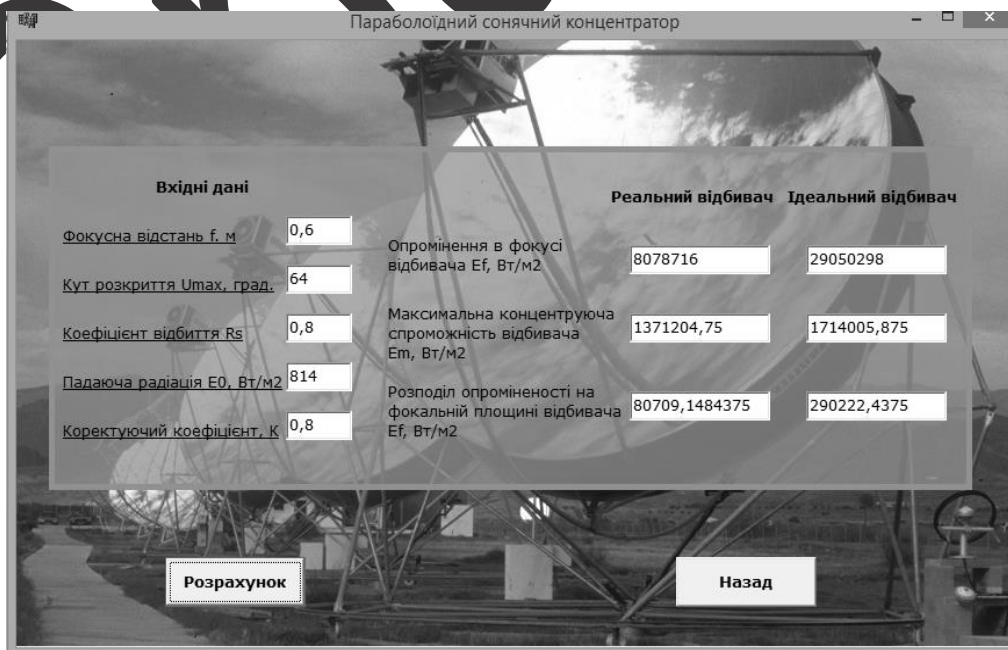 Параболоїдний сонячний концентратор
Вхідні дані
Фокусна відстань f. м
0,6
Кут розкриття Umax, град.
64
Коефіцієнт відбиття Rs
0,8
Падаюча радіація E0, Вт/м2
814
Коректуючий коефіцієнт, К
0,8
Реальний відбивач Ідеальний відбивач
Опромінення в фокусі
відбивача Ef, Вт/м2
8078716
29050298
Максимальна концентруюча
спроможність відбивача
Em, Вт/м2
1371204,75
1714005,875
Розподіл опроміненості на
фокальній площині відбивача
Ef, Вт/м2
80709,1484375
290222,4375
Розрахунок
Назад